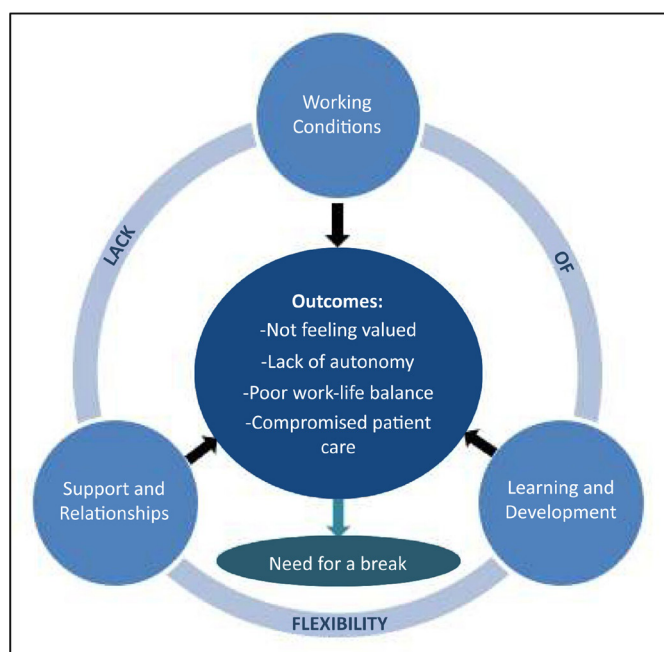 Working
Conditions
LACK
OF
Outcomes:
-Not feeling valued
-Lack of autonomy
-Poor work-life balance
-Compromised patient
care
Support and
Relationships
Learning and
Development
Need for a break
FLEXIBILITY